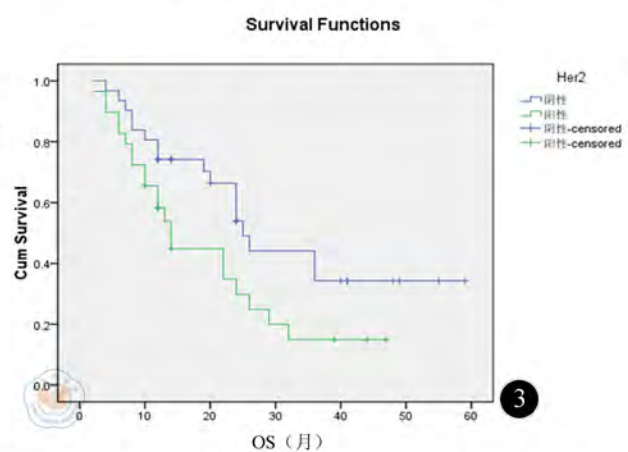 Survival Functions
Her2
阴性
阳性
阴性-censored
阳性-censored
Cum Survival
1.0
0.8
0.6
0.4
0.2
0.0
0
10
20
30
40
50
60
OS（月）
3